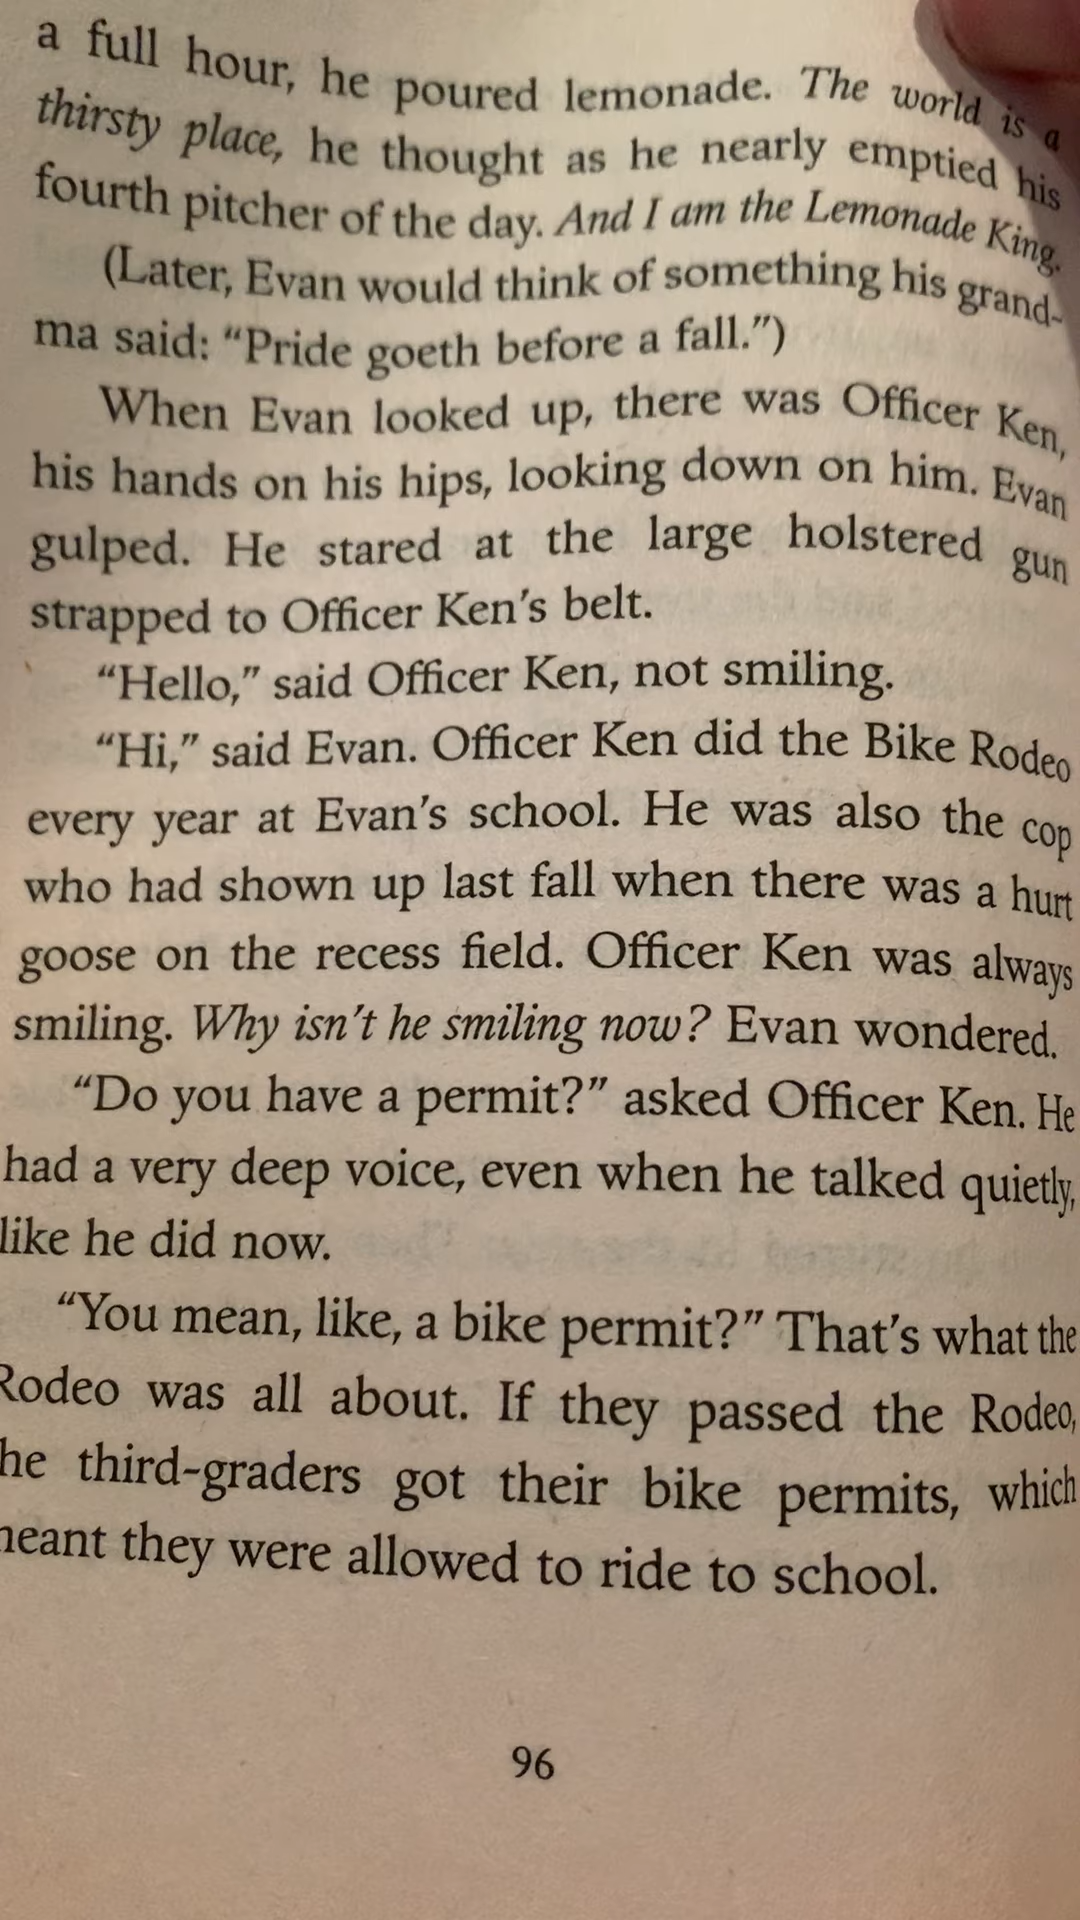 a full hour, he poured lemonade. The world is a
thirsty place, he thought as he nearly emptied his
fourth pitcher of the day. And I am the Lemonade King.
(Later, Evan would think of something his grand-
ma said: “Pride goeth before a fall.”)
When Evan looked up, there was Officer Ken,
his hands on his hips, looking down on him. Evan
gulped. He stared at the large holstered gun
strapped to Officer Ken’s belt.
“Hello,” said Officer Ken, not smiling.
“Hi,” said Evan. Officer Ken did the Bike Rodeo
every year at Evan’s school. He was also the cop
who had shown up last fall when there was a hurt
goose on the recess field. Officer Ken was always
smiling. Why isn’t he smiling now? Evan wondered.
“Do you have a permit?” asked Officer Ken. He
had a very deep voice, even when he talked quietly,
like he did now.
“You mean, like, a bike permit?” That’s what the
Rodeo was all about. If they passed the Rodeo,
he third-graders got their bike permits, which
neant they were allowed to ride to school.
96